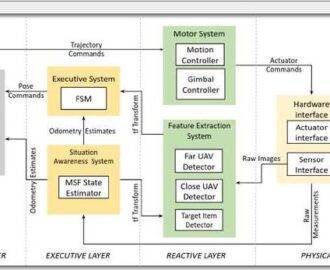 Trajectory
Commands
Motor System
Motion
Controller
Gimbal
Controller
Actuator
Commands
Pose
Commands
Executive System
FSM
tf Transform
Hardware
interface
Actuator
interface
Sensor
Interface
Odometry Estimates
Feature Extraction
System
Far UAV
Detector
Close UAV
Detector
Target Item
Detector
Raw Images
Situation
Awareness System
MSF State
Estimator
Odometry Estimates
tf Transform
Raw
Measurements
ER
EXECUTIVE LAYER
REACTIVE LAYER
PHYSICA